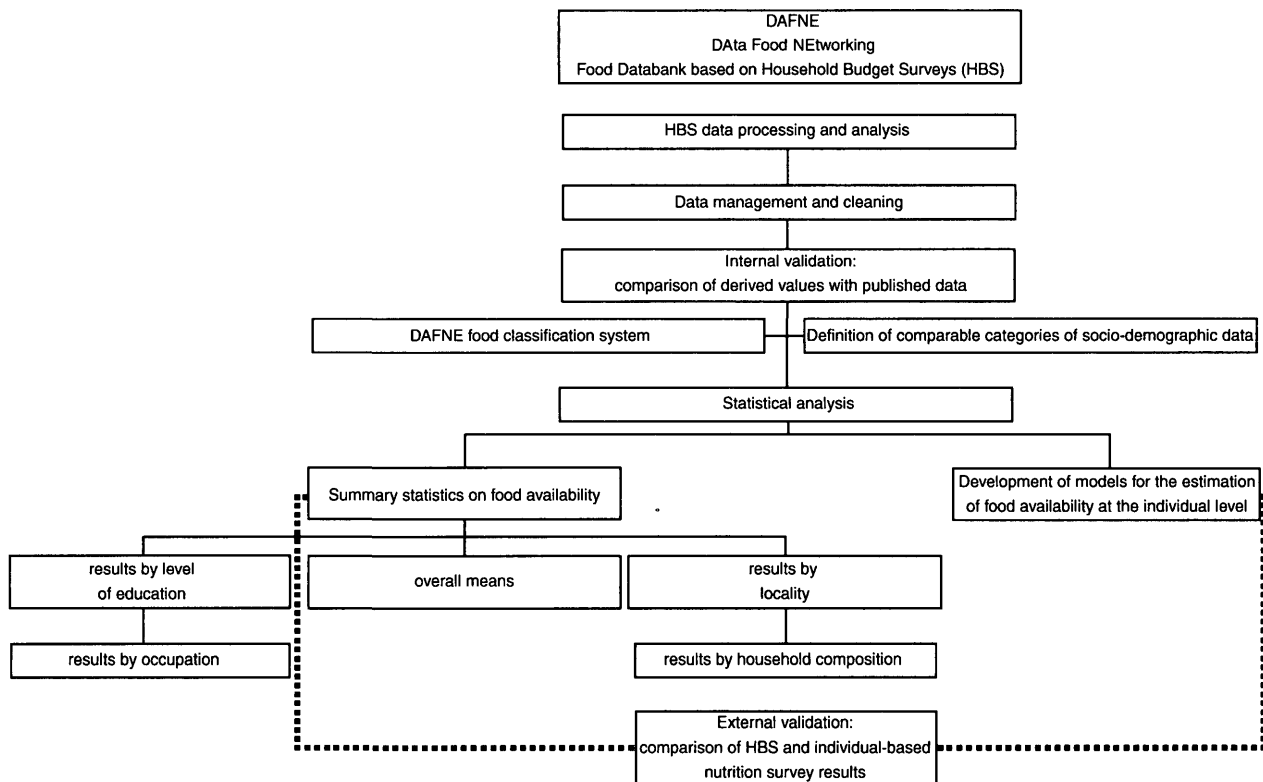 DAFNE
DAta Food NEtworking
Food Databank based on Household Budget Surveys (HBS)
HBS data processing and analysis
Data management and cleaning
Internal validation:
comparison of derived values with published data
DAFNE food classification system
Definition of comparable categories of socio-demographic data
Statistical analysis
Summary statistics on food availability
Development of models for the estimation
of food availability at the individual level
results by level
of education
overall means
results by
locality
results by occupation
results by household composition
External validation:
comparison of HBS and individual-based
nutrition survey results